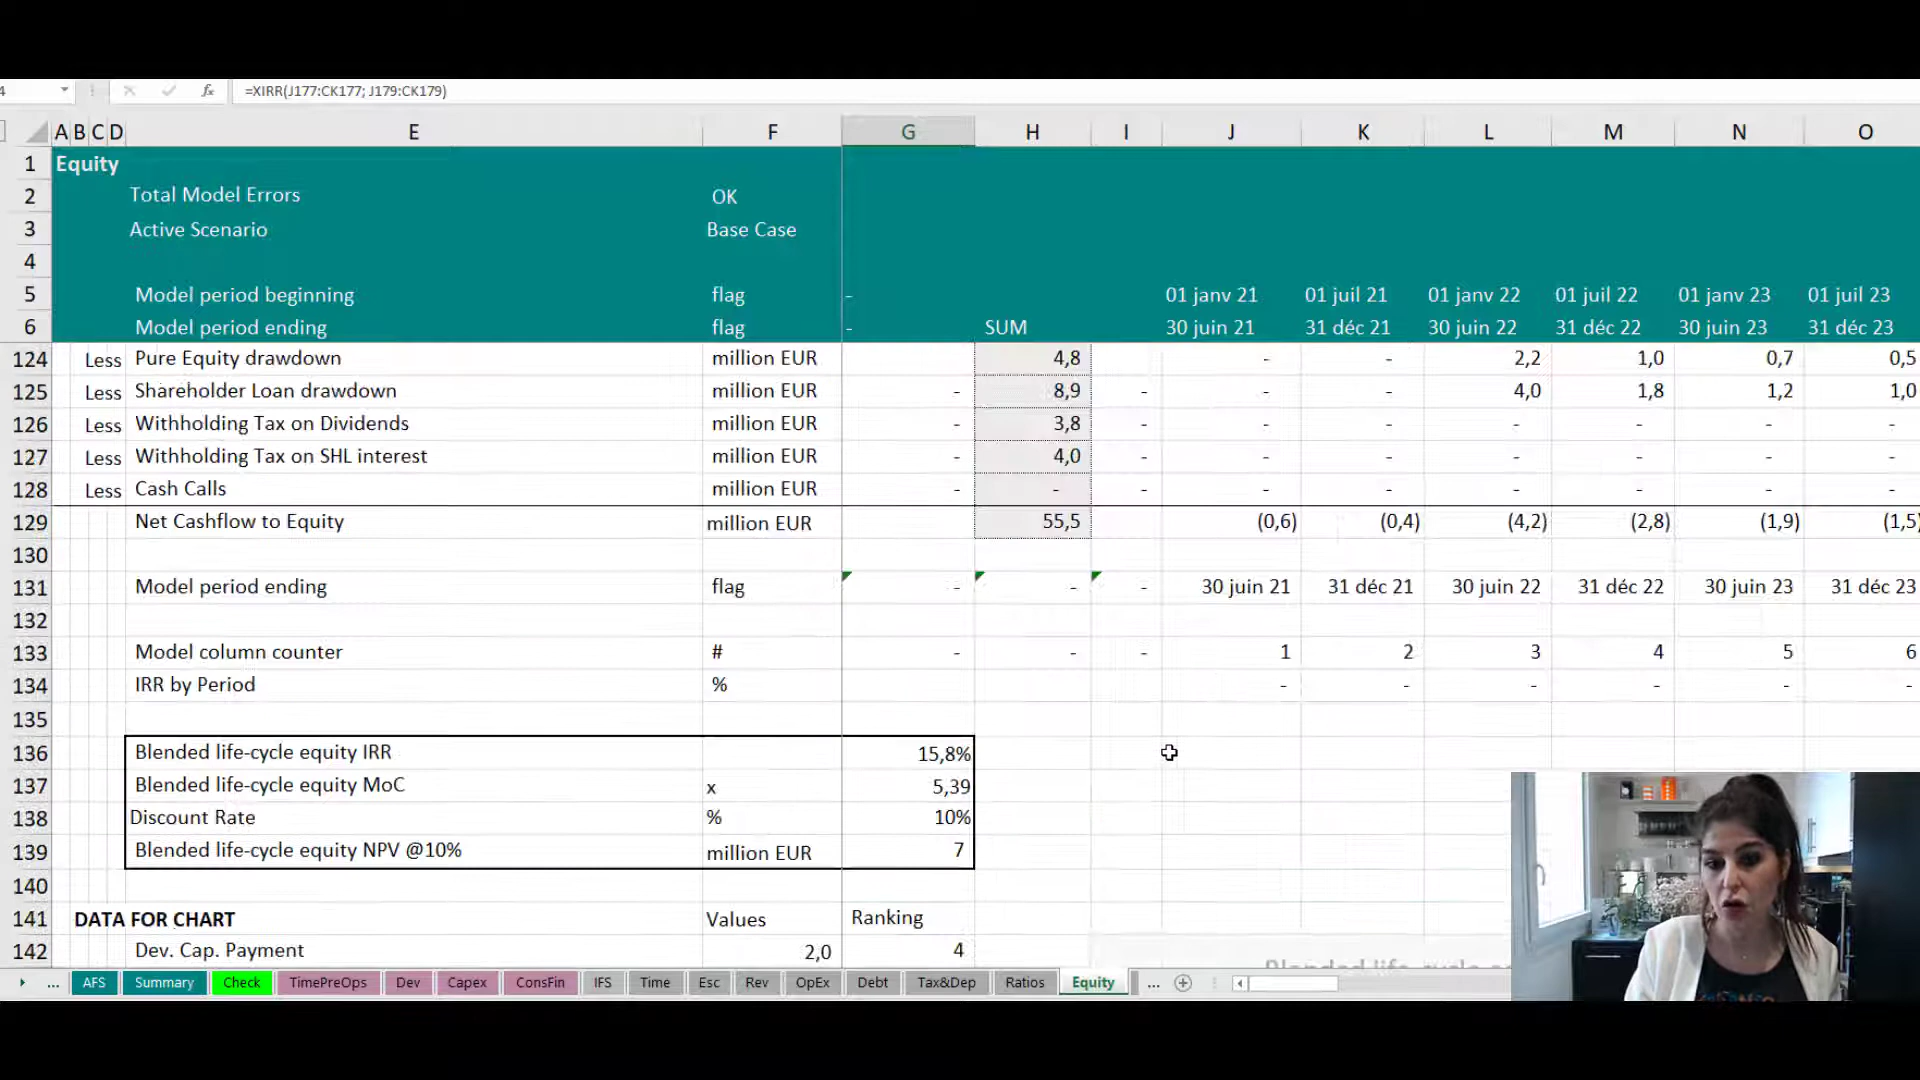 4 fx =XIRR(J177:CK177; J179:CK179)
A B C D E F G H I J K L M N O
1 Equity
2 Total Model Errors OK
3 Active Scenario Base Case
4
5 Model period beginning flag - 01 janv 21 01 juil 21 01 janv 22 01 juil 22 01 janv 23 01 juil 23
6 Model period ending flag - SUM 30 juin 21 31 déc 21 30 juin 22 31 déc 22 30 juin 23 31 déc 23
124 Less Pure Equity drawdown million EUR 4,8 - - 2,2 1,0 0,7 0,5
125 Less Shareholder Loan drawdown million EUR - 8,9 - - - 4,0 1,8 1,2 1,0
126 Less Withholding Tax on Dividends million EUR - 3,8 - - - - - - -
127 Less Withholding Tax on SHL interest million EUR - 4,0 - - - - - - -
128 Less Cash Calls million EUR - - - - - - - - -
129 Net Cashflow to Equity million EUR 55,5 (0,6) (0,4) (4,2) (2,8) (1,9) (1,5)
130
131 Model period ending flag - - - 30 juin 21 31 déc 21 30 juin 22 31 déc 22 30 juin 23 31 déc 23
132
133 Model column counter # - - - 1 2 3 4 5 6
134 IRR by Period % - - - - - -
135
136 Blended life-cycle equity IRR 15,8%
137 Blended life-cycle equity MoC x 5,39
138 Discount Rate % 10%
139 Blended life-cycle equity NPV @10% million EUR 7
140
141 DATA FOR CHART Values Ranking
142 Dev. Cap. Payment 2,0 4
... AFS Summary Check TimePreOps Dev Capex ConsFin IFS Time Esc Rev OpEx Debt Tax&Dep Ratios Equity ...